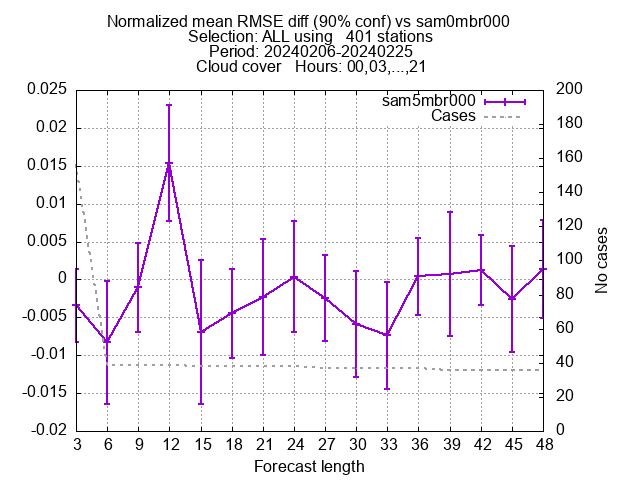 Normalized mean RMSE diff (90% conf) vs sam0mbr000
Selection: ALL using   401 stations
Period: 20240206-20240225
Cloud cover   Hours: 00,03,...,21
sam5mbr000
Cases
0.025
0.02
0.015
0.01
0.005
0
-0.005
-0.01
-0.015
-0.02
200
180
160
140
120
100
80
60
40
20
0
No cases
3 6 9 12 15 18 21 24 27 30 33 36 39 42 45 48
Forecast length